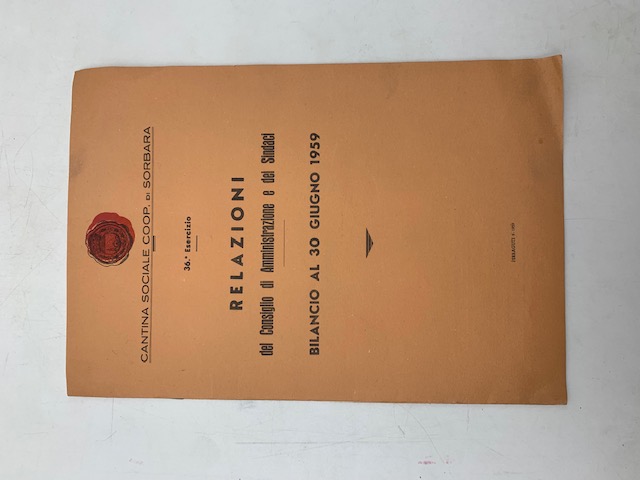 CANTINA SOCIALE COOP. DI SORBARA
36.° Esercizio
RELAZIONI
del Consiglio di Amministrazione e dei Sindaci
BILANCIO AL 30 GIUGNO 1959